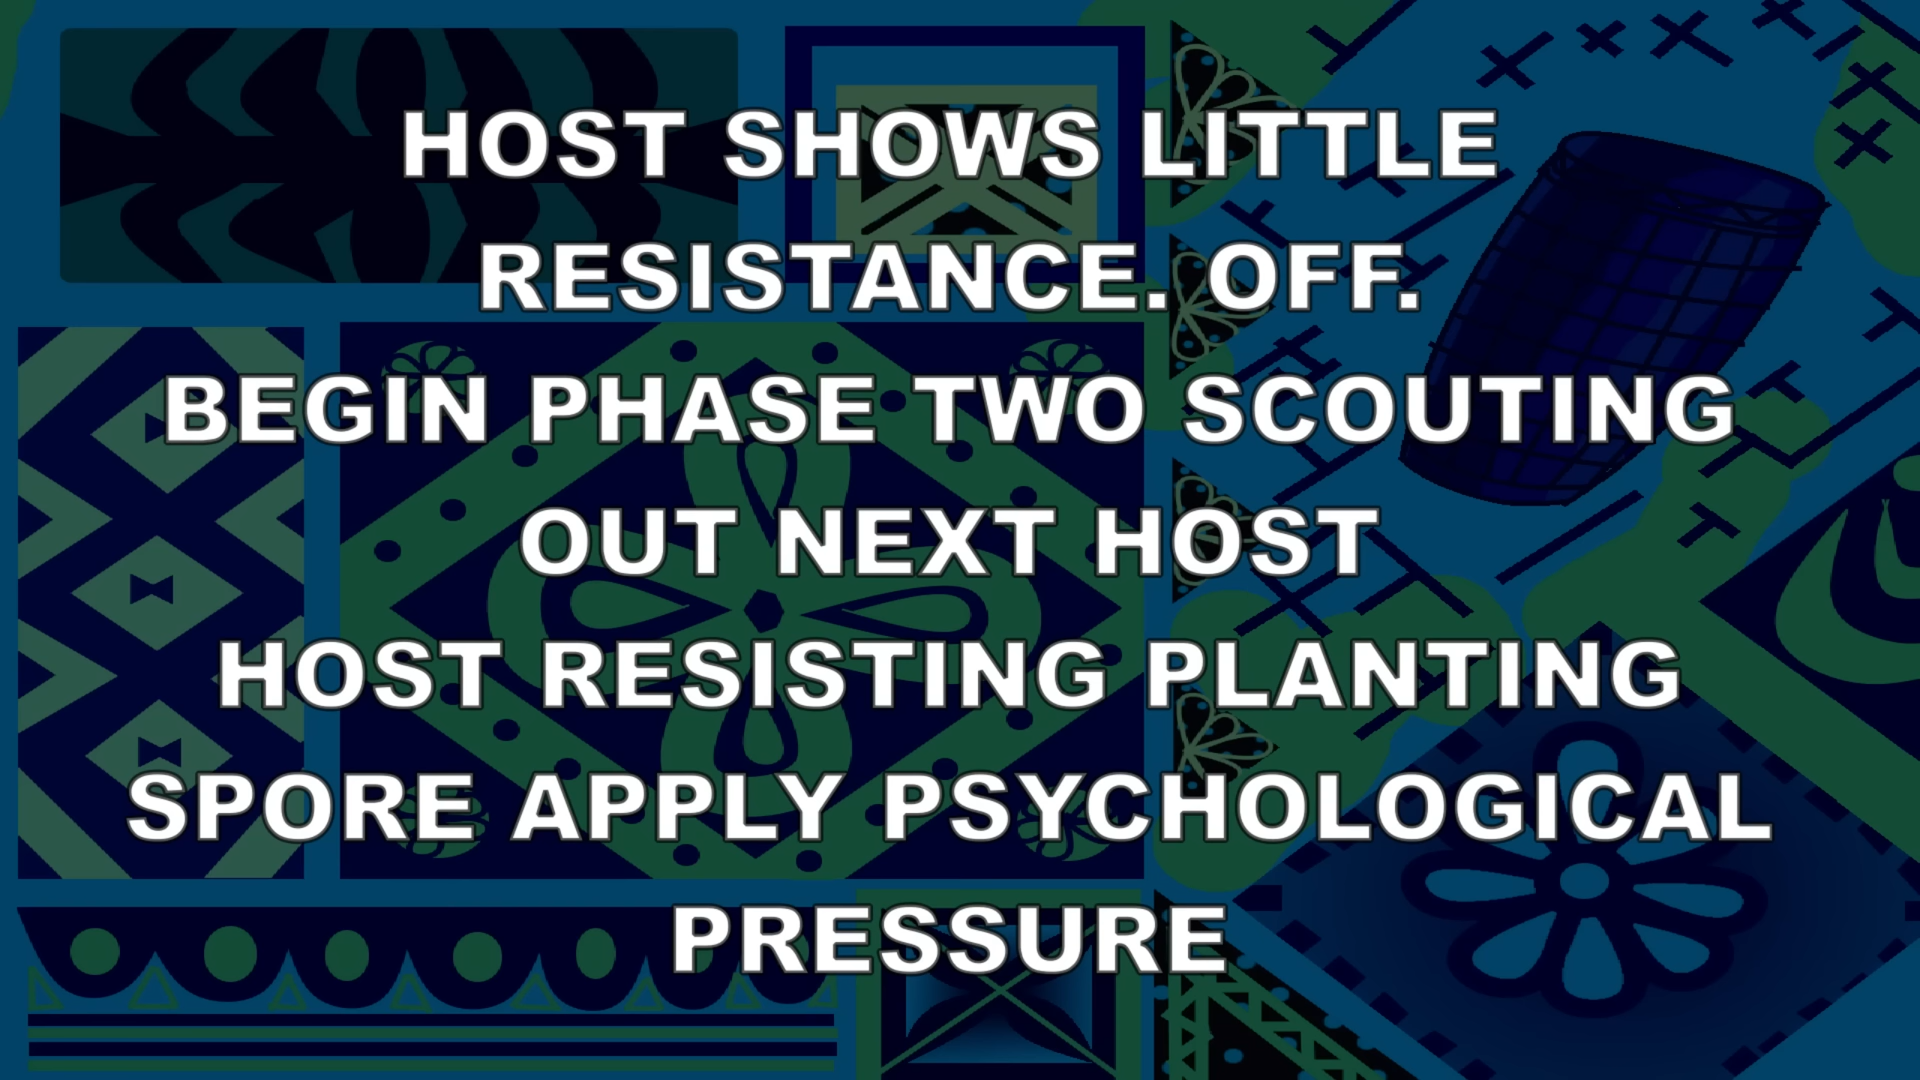 HOST SHOWS LITTLE
RESISTANCE. OFF.
BEGIN PHASE TWO SCOUTING
OUT NEXT HOST
HOST RESISTING PLANTING
SPORE APPLY PSYCHOLOGICAL
PRESSURE